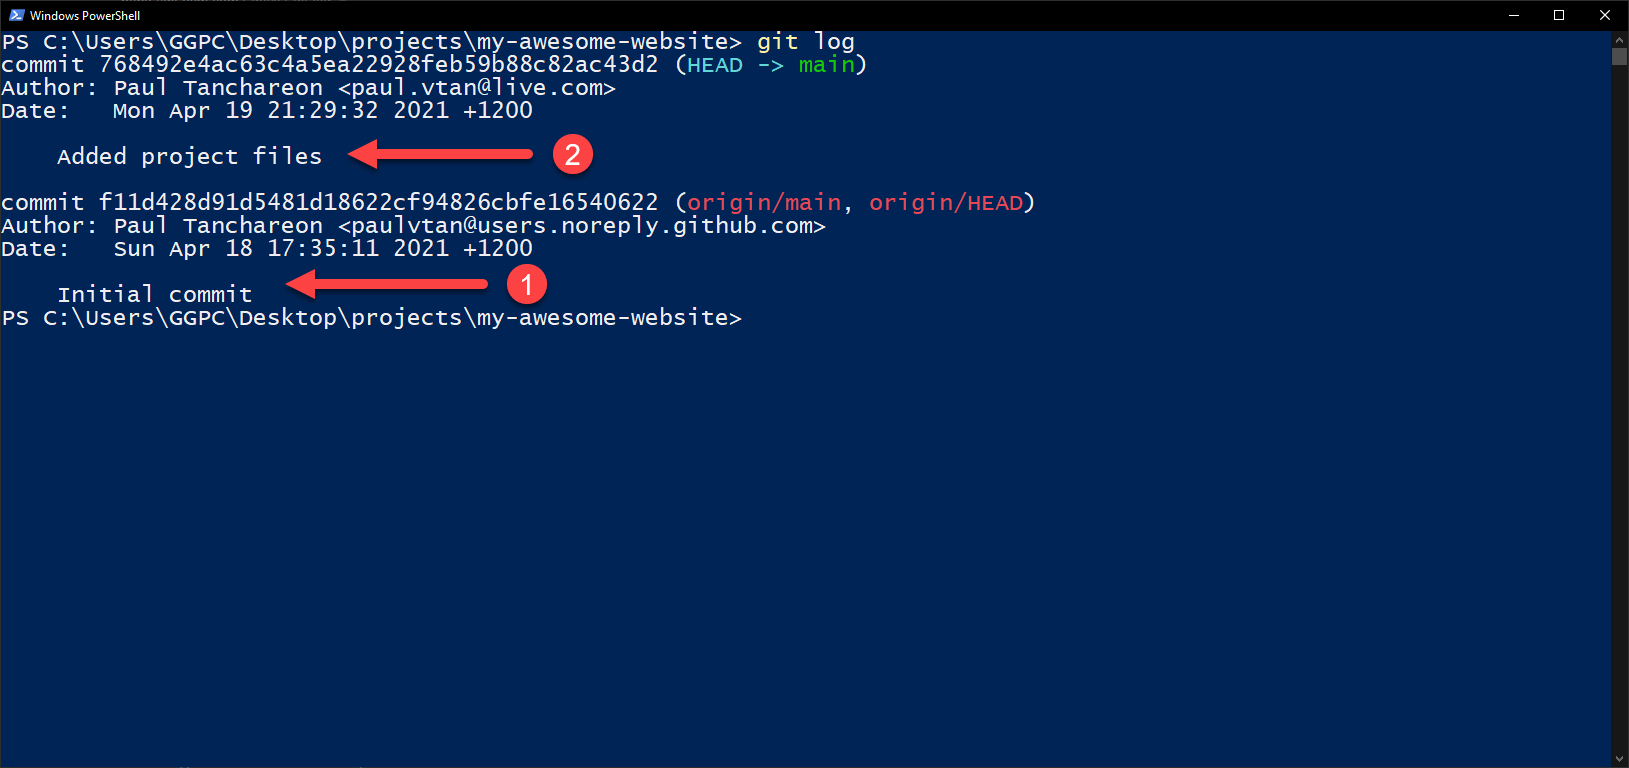 Windows PowerShell
PS C:\Users\GGPC\Desktop\projects\my-awesome-website> git log
commit 768492e4ac63c4a5ea22928feb59b88c82ac43d2 (HEAD -> main)
Author: Paul Tanchareon <paul.vtan@live.com>
Date:   Mon Apr 19 21:29:32 2021 +1200
Added project files
2
commit f11d428d91d5481d18622cf94826cbfe16540622 (origin/main, origin/HEAD)
Author: Paul Tanchareon <paulvtan@users.noreply.github.com>
Date:   Sun Apr 18 17:35:11 2021 +1200
1
Initial commit
PS C:\Users\GGPC\Desktop\projects\my-awesome-website>